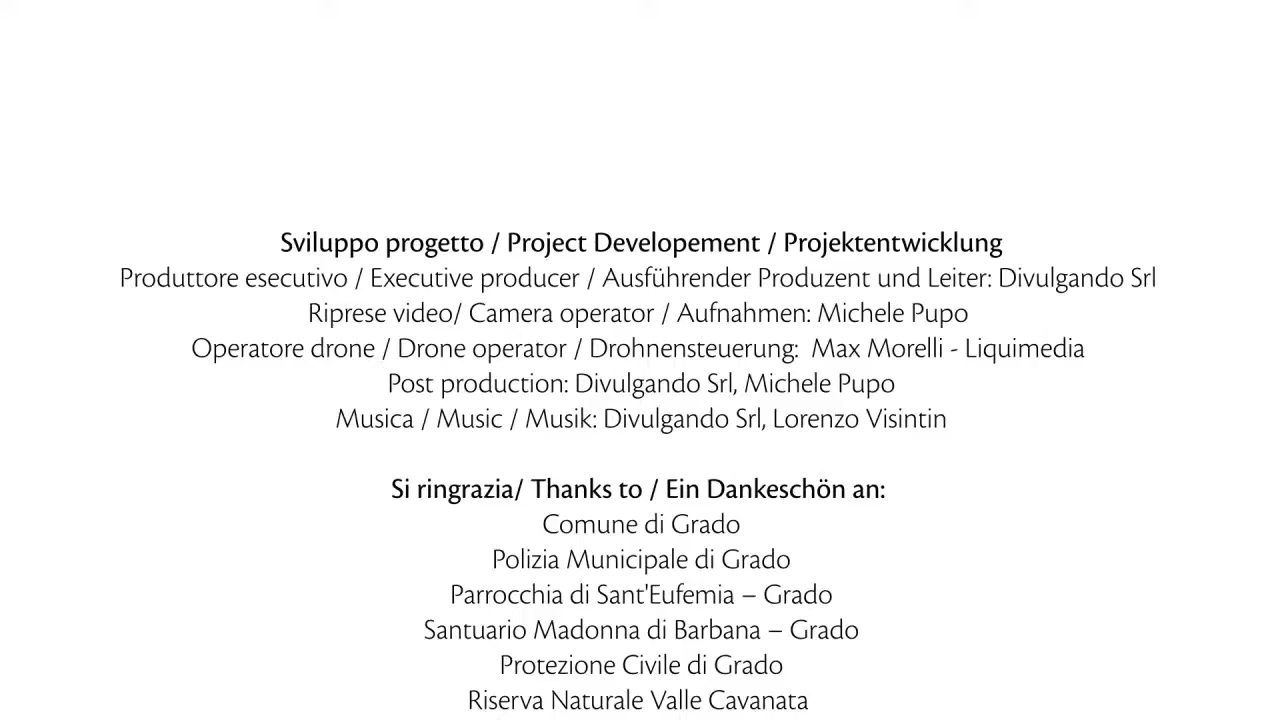 Sviluppo progetto / Project Developement / Projektentwicklung
Produttore esecutivo / Executive producer / Ausführender Produzent und Leiter: Divulgando Srl
Riprese video/ Camera operator / Aufnahmen: Michele Pupo
Operatore drone / Drone operator / Drohnensteuerung:  Max Morelli - Liquimedia
Post production: Divulgando Srl, Michele Pupo
Musica / Music / Musik: Divulgando Srl, Lorenzo Visintin
Si ringrazia/ Thanks to / Ein Dankeschön an:
Comune di Grado
Polizia Municipale di Grado
Parrocchia di Sant'Eufemia – Grado
Santuario Madonna di Barbana – Grado
Protezione Civile di Grado
Riserva Naturale Valle Cavanata